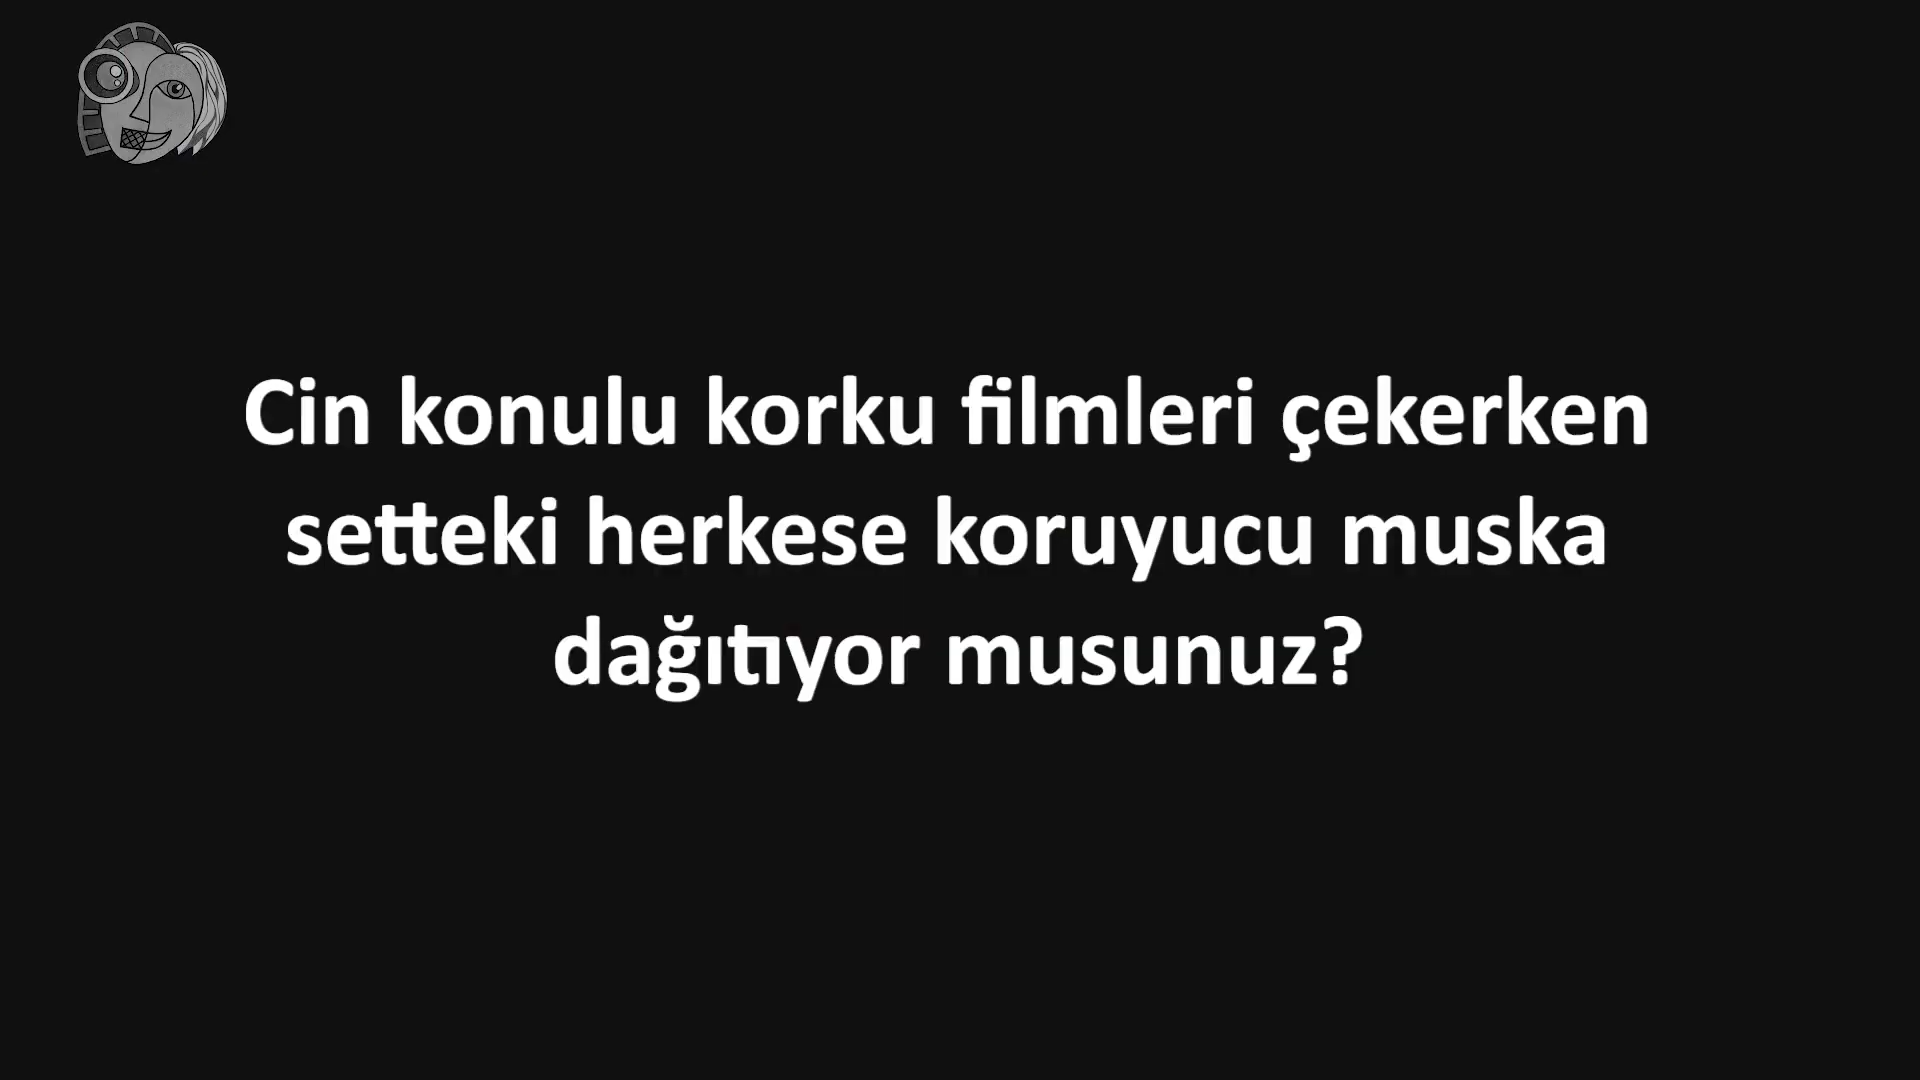 Cin konulu korku filmleri çekerken
setteki herkese koruyucu muska
dağıtıyor musunuz?